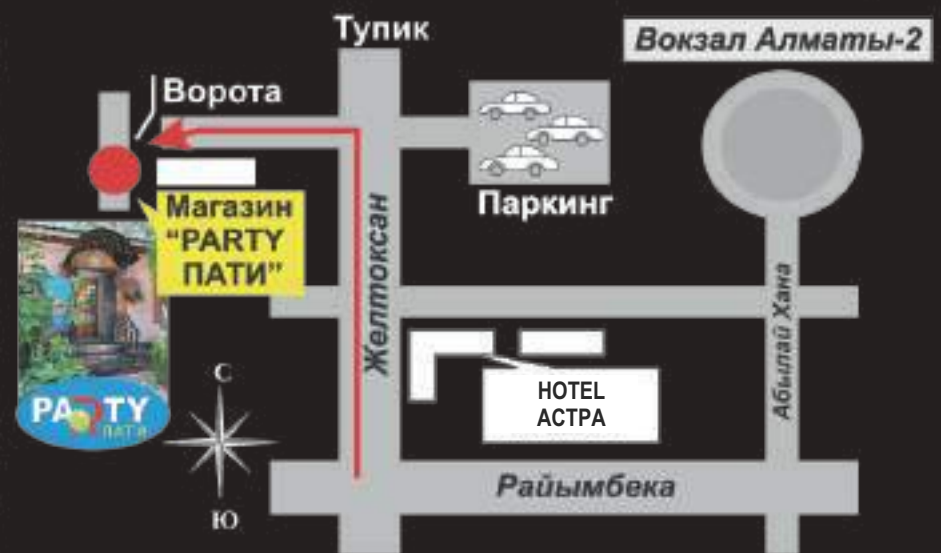 Тупик
Вокзал Алматы-2
Ворота
Паркинг
Магазин
“PARTY
ПАТИ”
Желтоксан
Абылай Хана
HOTEL
АСТРА
С
Ю
PARTY
ПАТИ
Райымбека